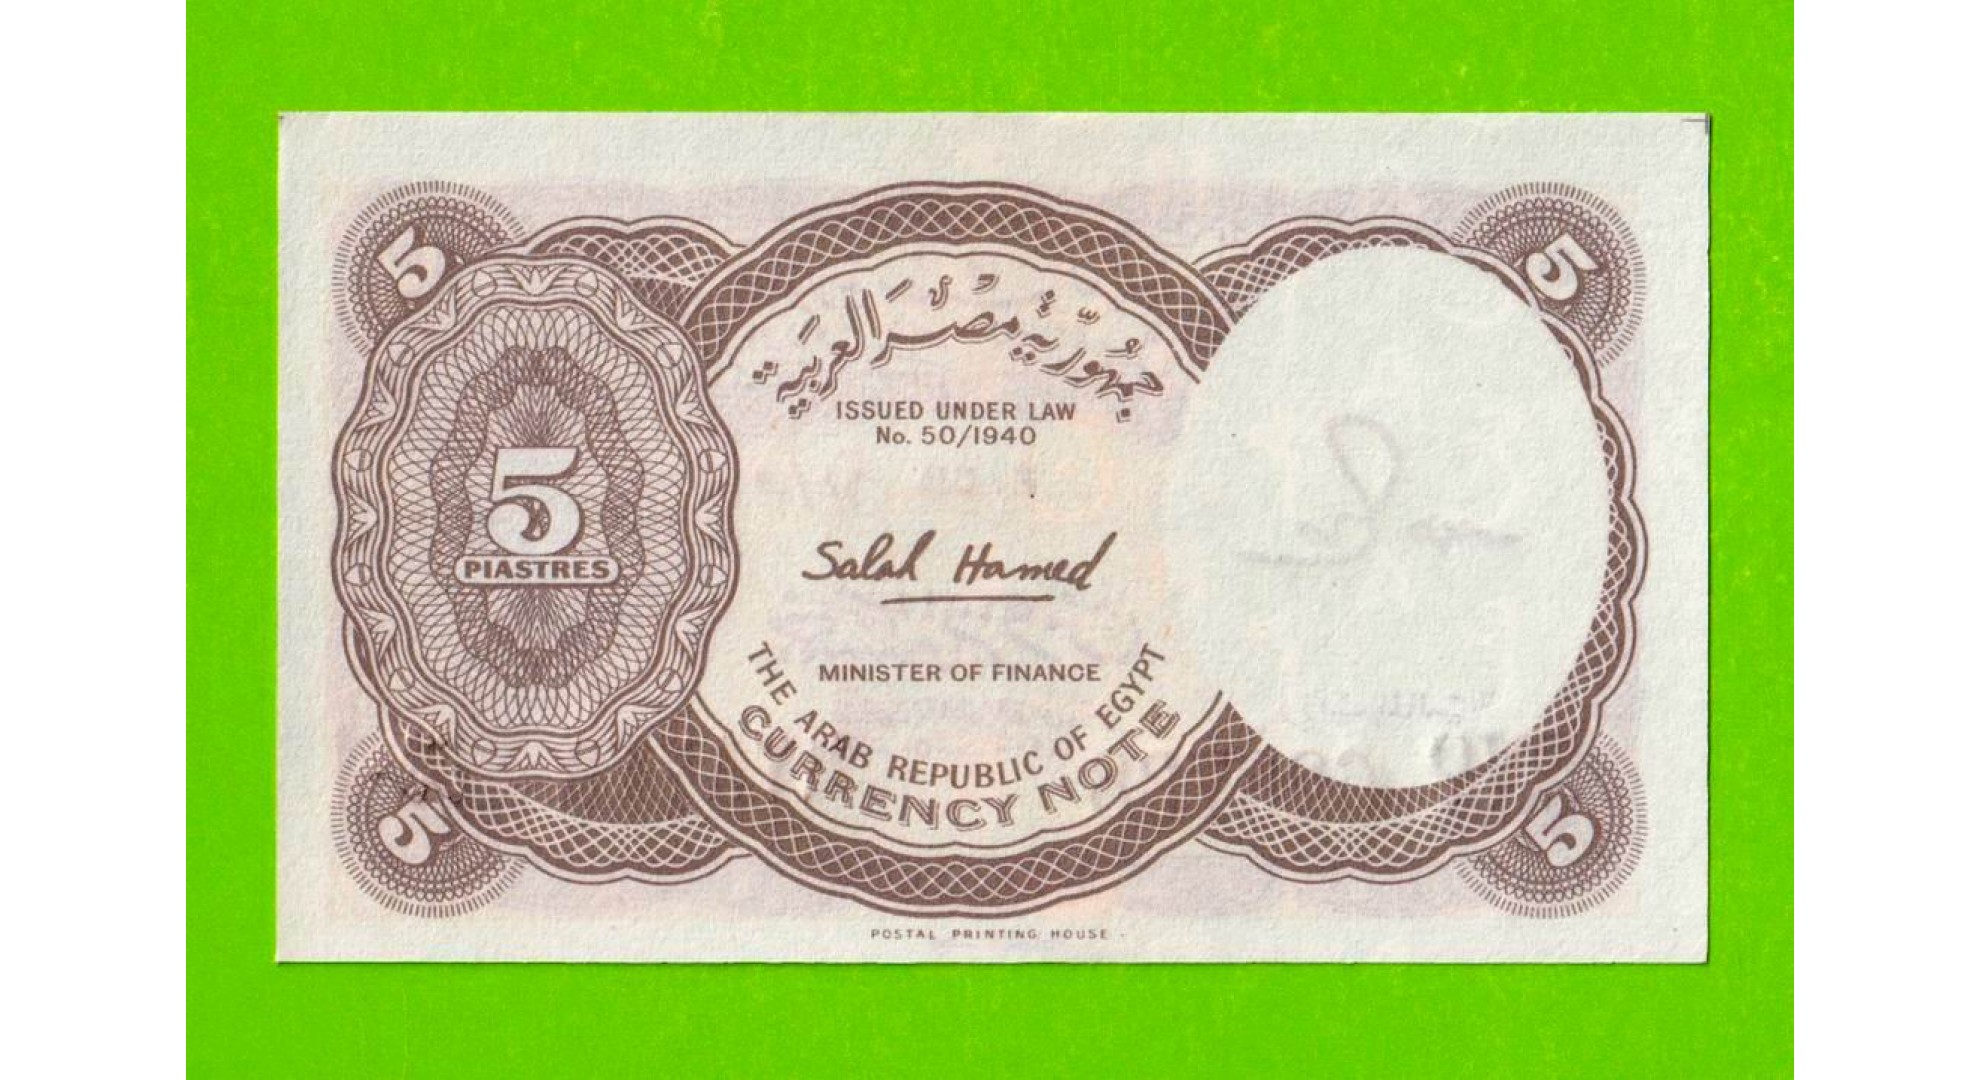 5
5
جمهورية مصر العربية
ISSUED UNDER LAW
No. 50/1940
5
PIASTRES
Salah Hamed
MINISTER OF FINANCE
THE ARAB REPUBLIC OF EGYPT
CURRENCY NOTE
5
5
POSTAL PRINTING HOUSE